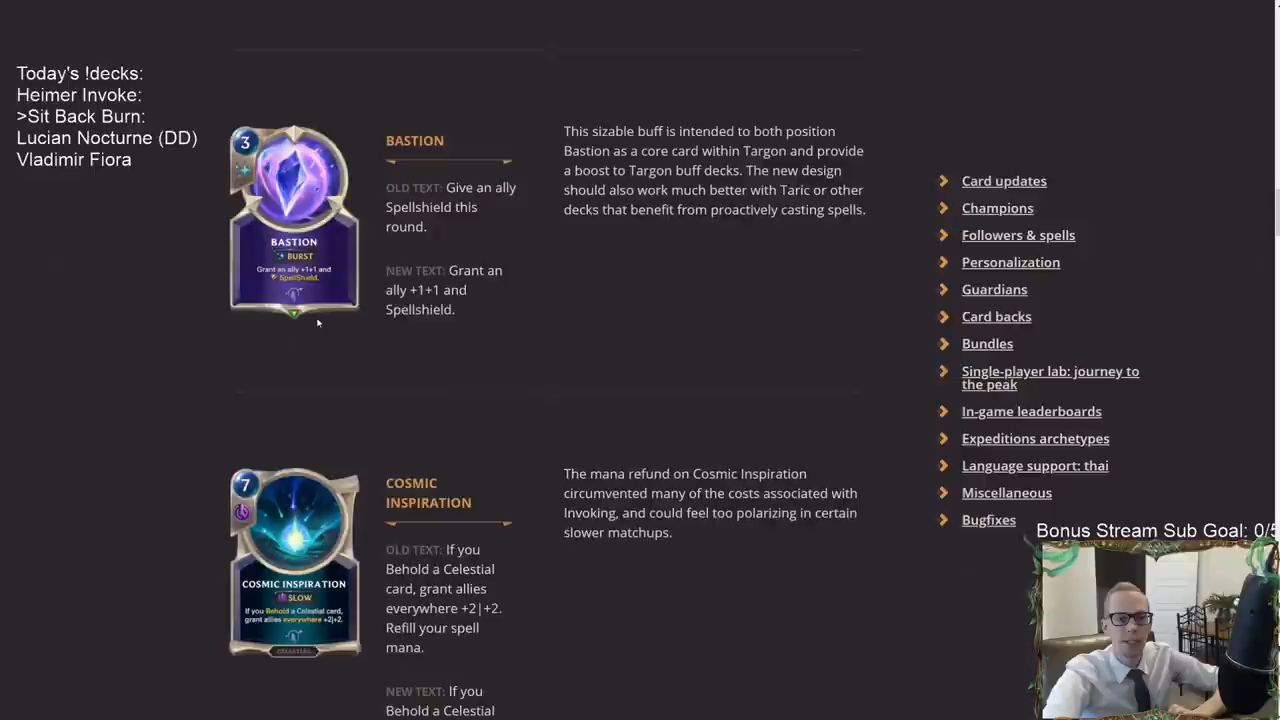 Today's !decks:
Heimer Invoke:
>Sit Back Burn:
Lucian Nocturne (DD)
Vladimir Fiora
3
BASTION
BURST
Grant an ally +1+1 and
SpellShield.
BASTION
OLD TEXT: Give an ally
Spellshield this
round.
NEW TEXT: Grant an
ally +1+1 and
Spellshield.
This sizable buff is intended to both position
Bastion as a core card within Targon and provide
a boost to Targon buff decks. The new design
should also work much better with Taric or other
decks that benefit from proactively casting spells.
7
COSMIC INSPIRATION
SLOW
If you Behold a Celestial card,
grant allies everywhere +2|+2.
CELESTIAL
COSMIC
INSPIRATION
OLD TEXT: If you
Behold a Celestial
card, grant allies
everywhere +2|+2.
Refill your spell
mana.
NEW TEXT: If you
Behold a Celestial
The mana refund on Cosmic Inspiration
circumvented many of the costs associated with
Invoking, and could feel too polarizing in certain
slower matchups.
Card updates
Champions
Followers & spells
Personalization
Guardians
Card backs
Bundles
Single-player lab: journey to
the peak
In-game leaderboards
Expeditions archetypes
Language support: thai
Miscellaneous
Bugfixes
Bonus Stream Sub Goal: 0/5